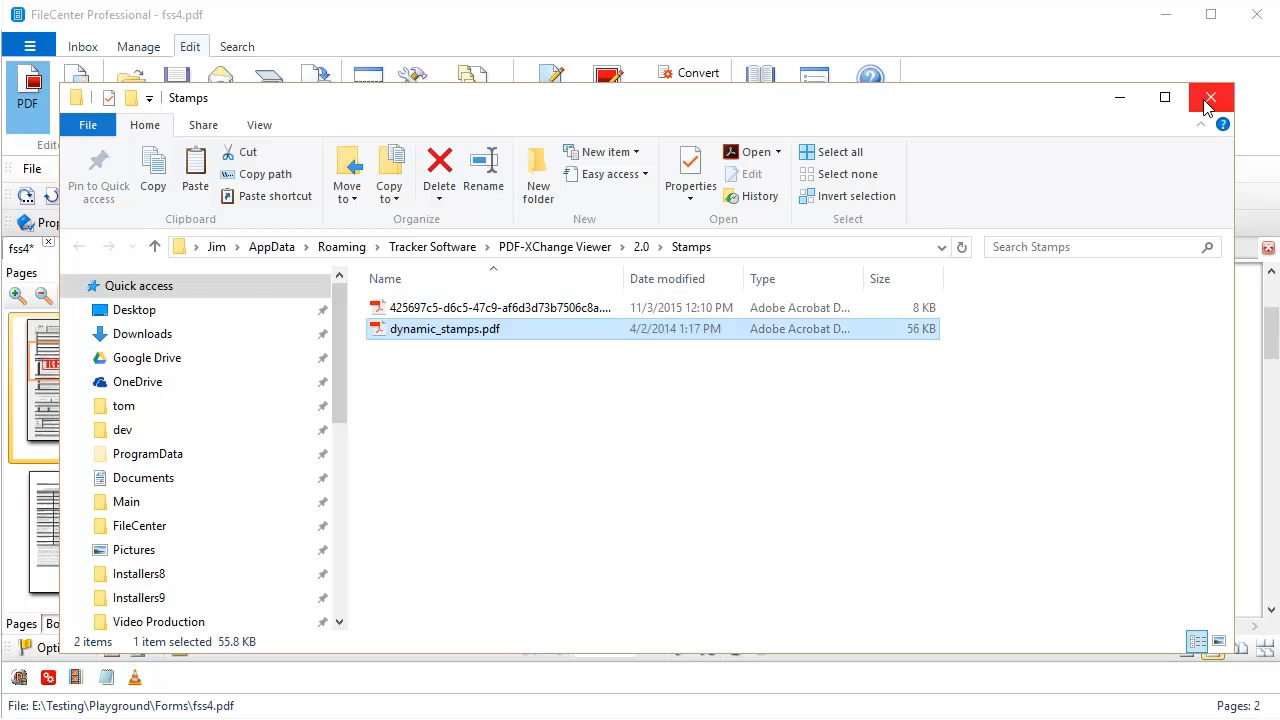 FileCenter Professional - fss4.pdf
Inbox Manage Edit Search
PDF
Convert
Stamps
File Home Share View
Pin to Quick access
Copy
Paste
Cut
Copy path
Paste shortcut
Move to
Copy to
Delete
Rename
New folder
New item
Easy access
Properties
Open
Edit
History
Select all
Select none
Invert selection
Clipboard Organize New Open Select
File
Jim AppData Roaming Tracker Software PDF-XChange Viewer 2.0 Stamps
Search Stamps
fss4*
Pages
Name Date modified Type Size
425697c5-d6c5-47c9-af6d3d73b7506c8a.... 11/3/2015 12:10 PM Adobe Acrobat D... 8 KB
dynamic_stamps.pdf 4/2/2014 1:17 PM Adobe Acrobat D... 56 KB
Quick access
Desktop
Downloads
Google Drive
OneDrive
tom
dev
ProgramData
Documents
Main
FileCenter
Pictures
Installers8
Installers9
Video Production
Pages
2 items 1 item selected 55.8 KB
File: E:\Testing\Playground\Forms\fss4.pdf
Pages: 2